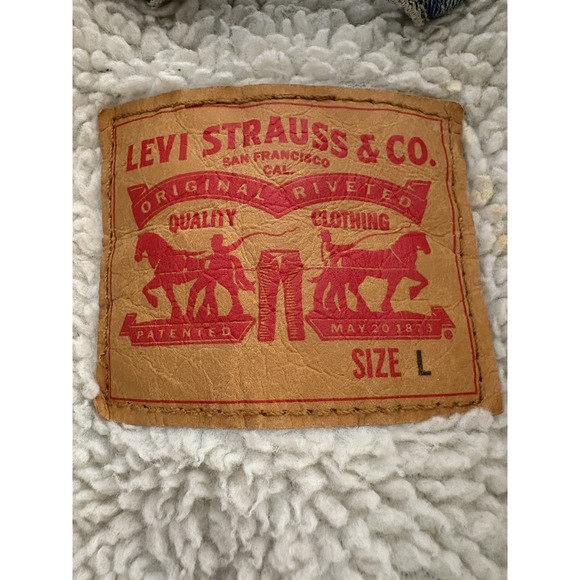 LEVI STRAUSS & CO.
SAN FRANCISCO
CAL.
ORIGINAL RIVETED
QUALITY CLOTHING
PATENTED MAY 20 1873 ®
SIZE L